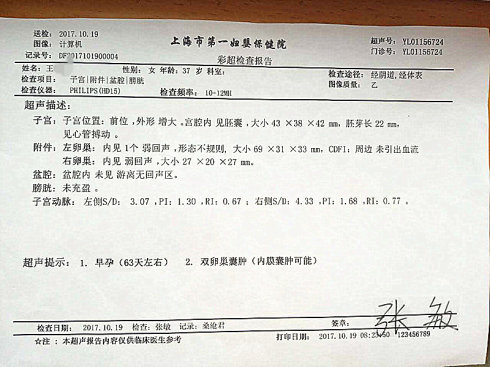 送检: 2017.10.19
图像: 计算机
记录号: DF2017101900004
上海市第一妇婴保健院
彩超检查报告
超声号: YL01156724
门诊号: YL01156724
姓名: 王 性别: 女 年龄: 37 岁 科室:
检查项目: 子宫|附件|盆腔|膀胱 检查途径: 经阴道,经体表
检查仪器: PHILIPS(HD15) 检查频率: 10-12MH 图像质量: 乙
超声描述:
子宫: 子宫位置: 前位 ,外形 增大 。宫腔内 见胚囊 ,大小 43×38×42 mm, 胚芽长 22 mm,
见心管搏动 。
附件: 左卵巢: 内见 1个 弱回声 ,形态不规则, 大小 69×31×33 mm, CDFI: 周边 未引出血流
右卵巢: 内见 弱回声 ,大小 27×20×27 mm。
盆腔: 盆腔内 未见 游离无回声区。
膀胱: 未充盈 。
子宫动脉: 左侧S/D: 3.07 ,PI: 1.30 ,RI: 0.67 ; 右侧S/D: 4.33 ,PI: 1.68 ,RI: 0.77 。
超声提示: 1. 早孕 (63天左右) 2. 双卵巢囊肿 (内膜囊肿可能)
签章: 张敏
检查日期: 2017.10.19 检查: 张敏 记录: 桑沧君
打印日期: 2017.10.19 08:23:50 123456789
☆注 : 本超声报告内容仅供临床医生参考